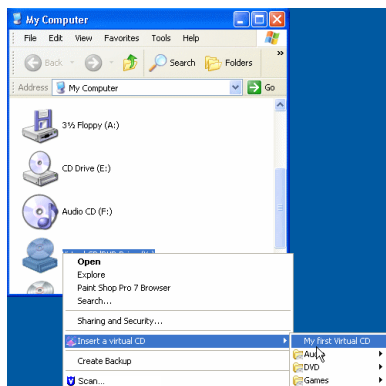 My Computer
File Edit View Favorites Tools Help
Back Search Folders »
Address My Computer Go
3½ Floppy (A:)
CD Drive (E:)
Audio CD (F:)
Open
Explore
Paint Shop Pro 7 Browser
Search...
Sharing and Security...
Insert a virtual CD
My first Virtual CD
Audio
DVD
Create Backup
Games
Scan...